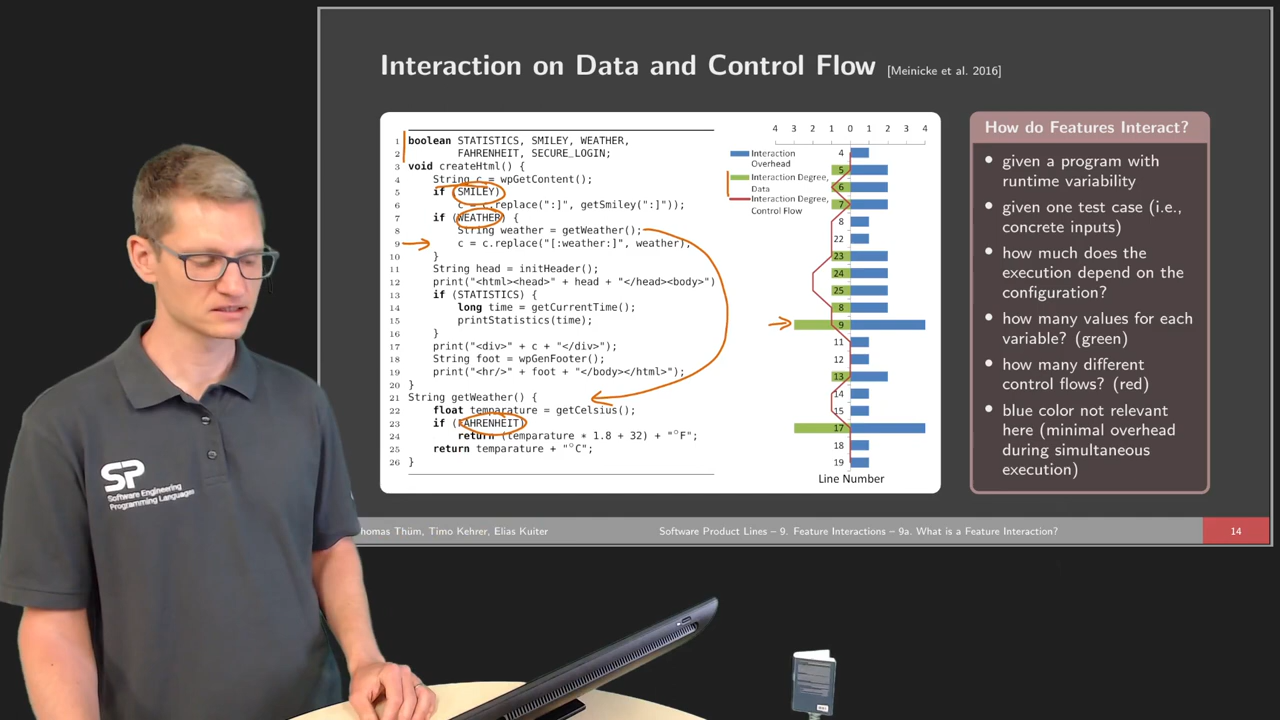 Interaction on Data and Control Flow [Meinicke et al. 2016]
1 boolean STATISTICS, SMILEY, WEATHER,
2 FAHRENHEIT, SECURE_LOGIN;
3 void createHtml() {
4 String c = wpGetContent();
5 if (SMILEY)
6 c = c.replace(":]", getSmiley(":]"));
7 if (WEATHER) {
8 String weather = getWeather();
9 c = c.replace("[:weather:]", weather);
10 }
11 String head = initHeader();
12 print("<html><head>" + head + "</head><body>")
13 if (STATISTICS) {
14 long time = getCurrentTime();
15 printStatistics(time);
16 }
17 print("<div>" + c + "</div>");
18 String foot = wpGenFooter();
19 print("<hr/>" + foot + "</body></html>");
20 }
21 String getWeather() {
22 float temparature = getCelsius();
23 if (FAHRENHEIT)
24 return (temparature * 1.8 + 32) + "°F";
25 return temparature + "°C";
26 }
4 3 2 1 0 1 2 3 4
Interaction
Overhead
Interaction Degree,
Data
Interaction Degree,
Control Flow
4
5
6
7
8
22
23
24
25
8
9
11
12
13
14
15
17
18
19
Line Number
How do Features Interact?
• given a program with
runtime variability
• given one test case (i.e.,
concrete inputs)
• how much does the
execution depend on the
configuration?
• how many values for each
variable? (green)
• how many different
control flows? (red)
• blue color not relevant
here (minimal overhead
during simultaneous
execution)
SP
Software Engineering
Programming Languages
homas Thüm, Timo Kehrer, Elias Kuiter
Software Product Lines – 9. Feature Interactions – 9a. What is a Feature Interaction?
14